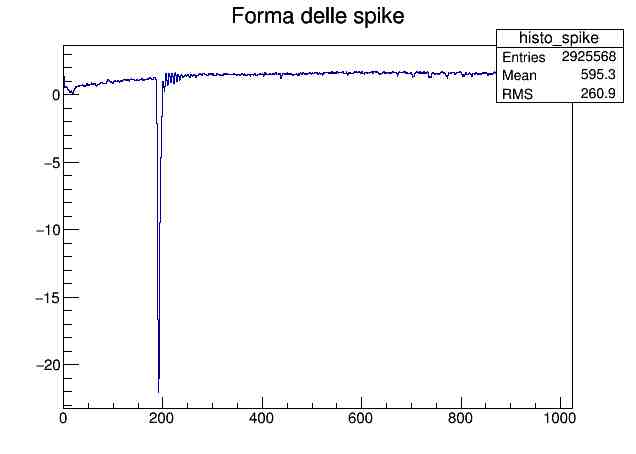 Forma delle spike
histo_spike
Entries 2925568
Mean 595.3
RMS 260.9
0
−5
−10
−15
−20
0 200 400 600 800 1000